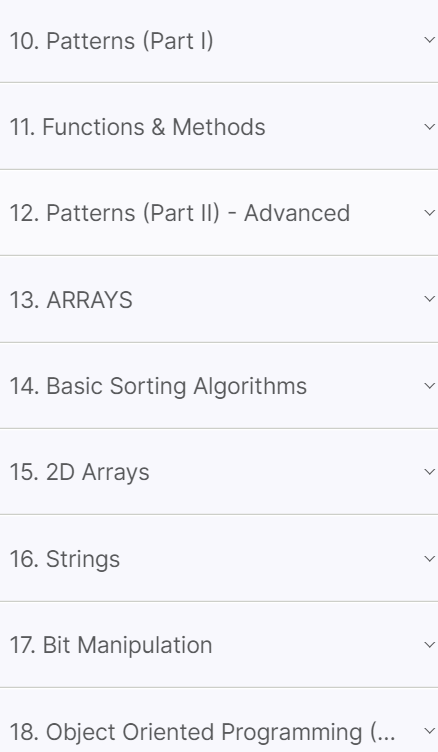 10. Patterns (Part I)
11. Functions & Methods
12. Patterns (Part II) - Advanced
13. ARRAYS
14. Basic Sorting Algorithms
15. 2D Arrays
16. Strings
17. Bit Manipulation
18. Object Oriented Programming (...